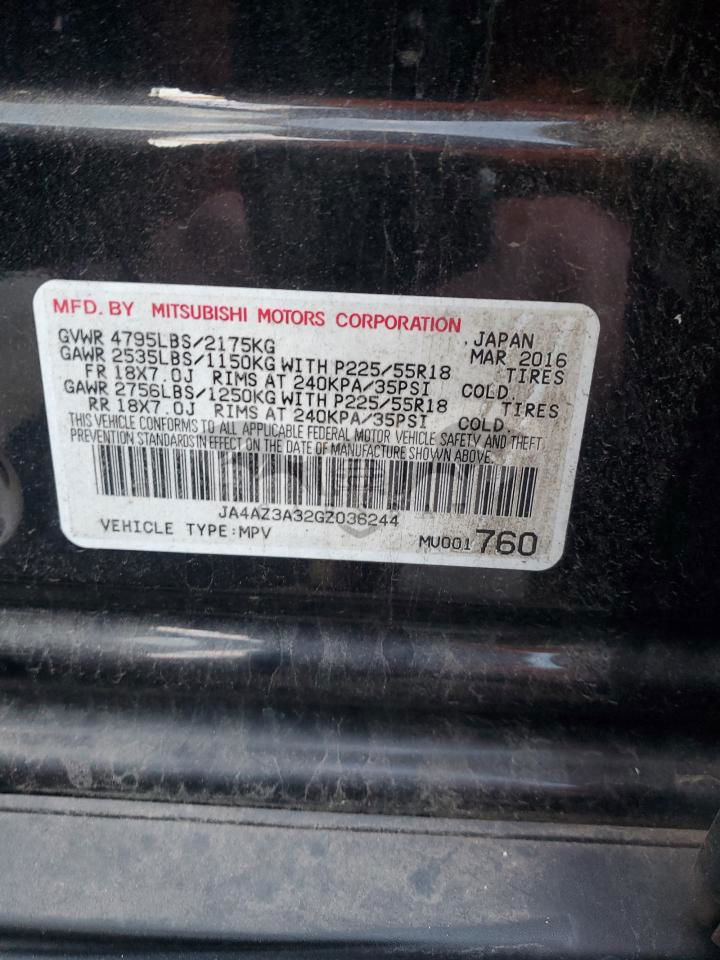 MFD. BY MITSUBISHI MOTORS CORPORATION
GVWR 4795LBS/2175KG JAPAN
GAWR 2535LBS/1150KG WITH P225/55R18 MAR 2016
FR 18X7.0J RIMS AT 240KPA/35PSI TIRES COLD.
GAWR 2756LBS/1250KG WITH P225/55R18 TIRES
RR 18X7.0J RIMS AT 240KPA/35PSI COLD.
THIS VEHICLE CONFORMS TO ALL APPLICABLE FEDERAL MOTOR VEHICLE SAFETY AND THEFT
PREVENTION STANDARDS IN EFFECT ON THE DATE OF MANUFACTURE SHOWN ABOVE.
JA4AZ3A32GZ036244
VEHICLE TYPE:MPV MU001 760